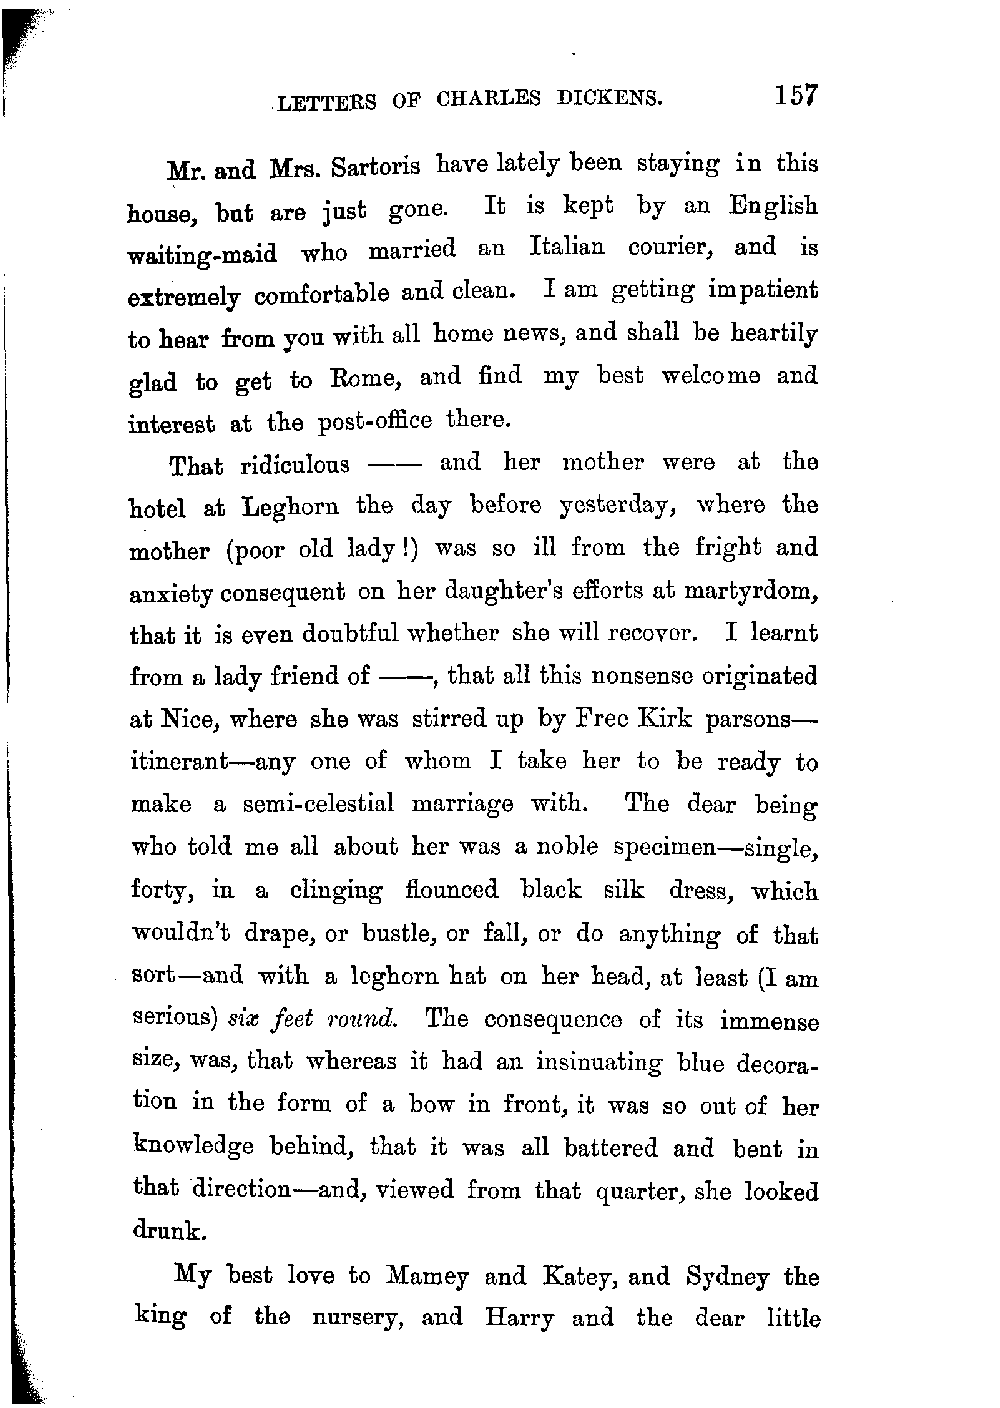 LETTERS OF CHARLES DICKENS. 157
Mr. and Mrs. Sartoris have lately been staying in this
house, but are just gone. It is kept by an English
waiting-maid who married an Italian courier, and is
extremely comfortable and clean. I am getting impatient
to hear from you with all home news, and shall be heartily
glad to get to Rome, and find my best welcome and
interest at the post-office there.
That ridiculous —— and her mother were at the
hotel at Leghorn the day before yesterday, where the
mother (poor old lady!) was so ill from the fright and
anxiety consequent on her daughter's efforts at martyrdom,
that it is even doubtful whether she will recover. I learnt
from a lady friend of ——, that all this nonsense originated
at Nice, where she was stirred up by Free Kirk parsons—
itinerant—any one of whom I take her to be ready to
make a semi-celestial marriage with. The dear being
who told me all about her was a noble specimen—single,
forty, in a clinging flounced black silk dress, which
wouldn't drape, or bustle, or fall, or do anything of that
sort—and with a leghorn hat on her head, at least (I am
serious) six feet round. The consequence of its immense
size, was, that whereas it had an insinuating blue decora-
tion in the form of a bow in front, it was so out of her
knowledge behind, that it was all battered and bent in
that direction—and, viewed from that quarter, she looked
drunk.
My best love to Mamey and Katey, and Sydney the
king of the nursery, and Harry and the dear little